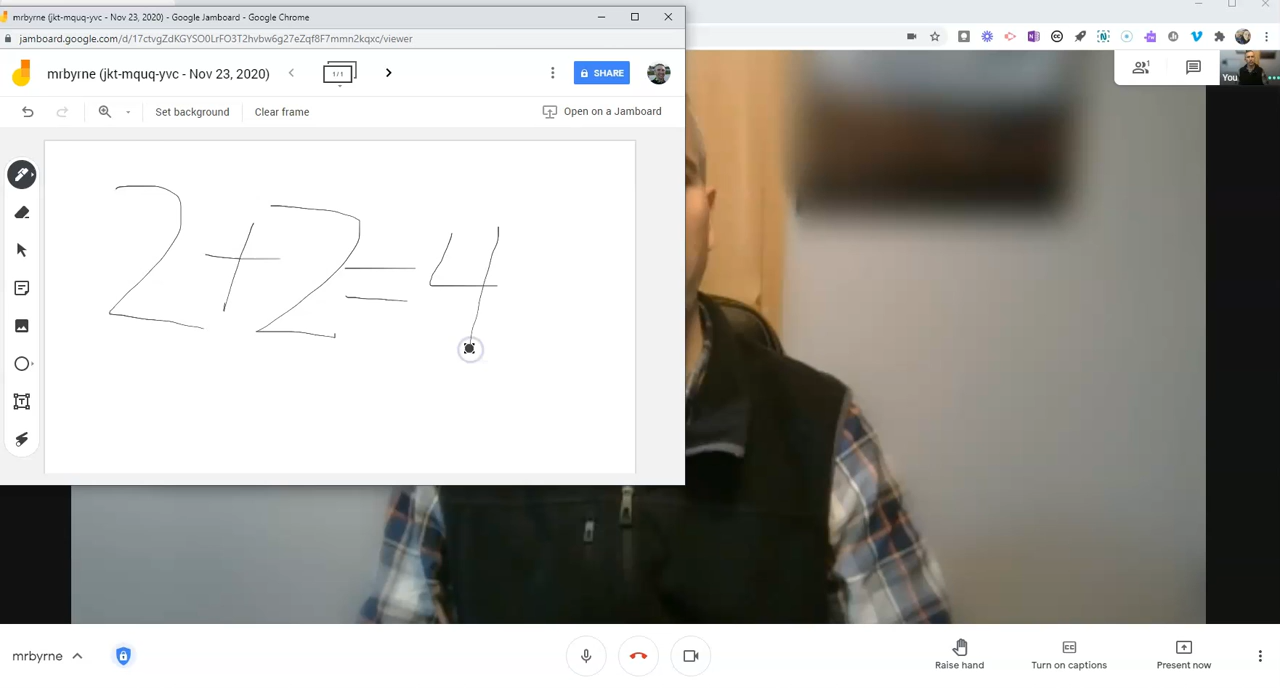 mrbyrne (jkt-mquq-yvc - Nov 23, 2020) - Google Jamboard - Google Chrome
jamboard.google.com/d/17ctvgZdKGYSO0LrFO3T2hvbw6g27eZqf8F7mmn2kqxc/viewer
mrbyrne (jkt-mquq-yvc - Nov 23, 2020)
1/1
SHARE
Set background
Clear frame
Open on a Jamboard
2+2=4
1
You
mrbyrne
Raise hand
Turn on captions
Present now